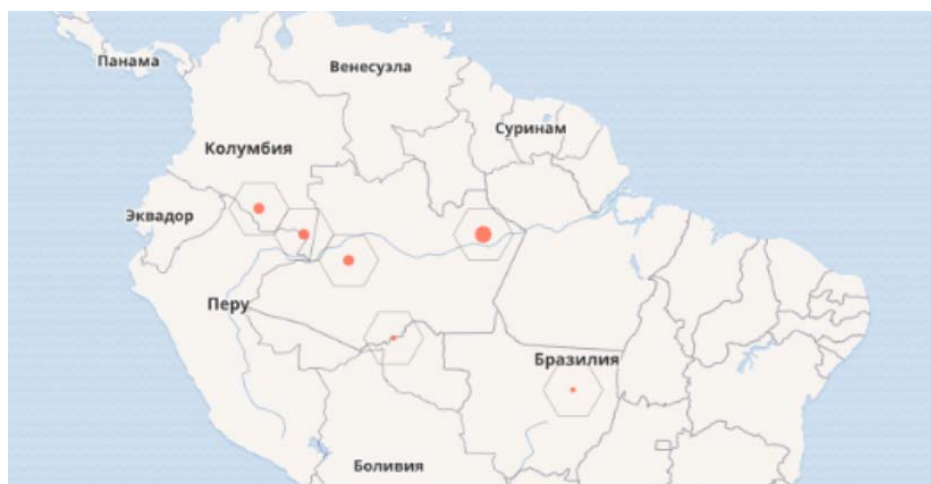 Панама
Венесуэла
Суринам
Колумбия
Эквадор
Перу
Бразилия
Боливия